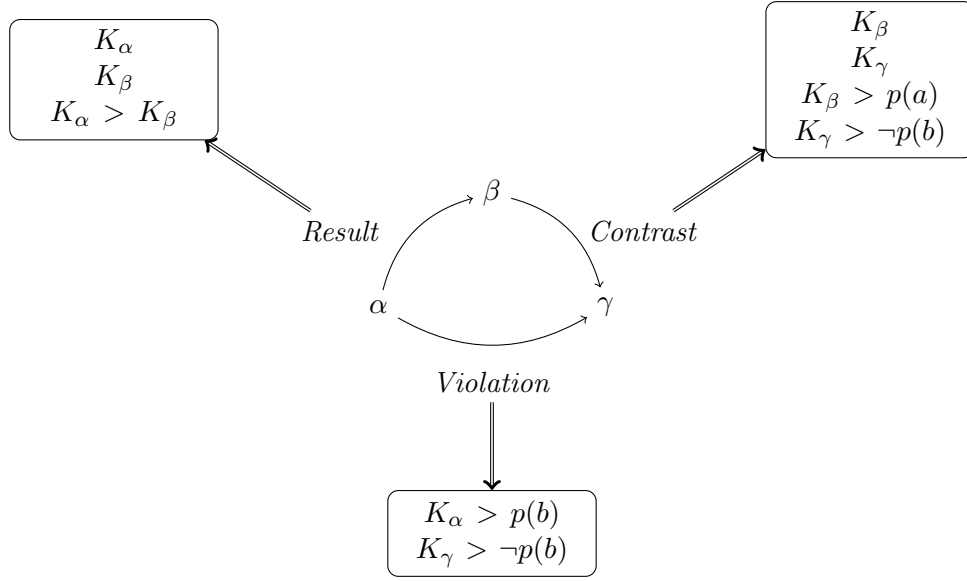 K_α
K_β
K_α > K_β
K_β
K_γ
K_β > p(a)
K_γ > ¬p(b)
β
Result
Contrast
α
γ
Violation
K_α > p(b)
K_γ > ¬p(b)